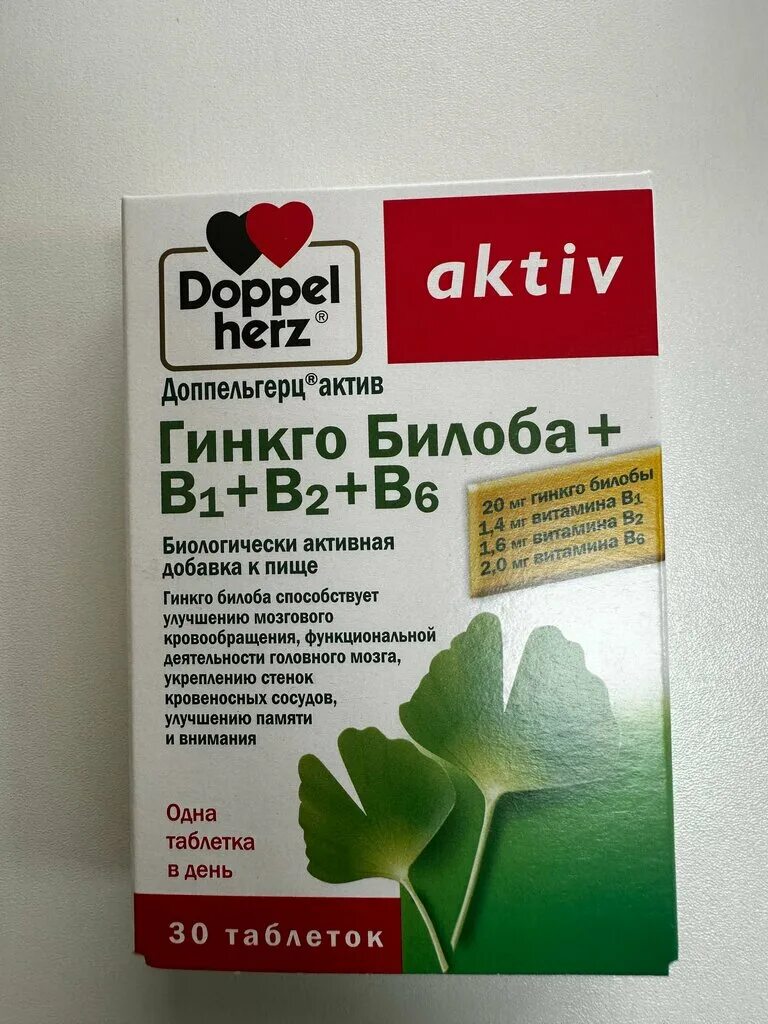 Doppel
herz®
aktiv
Доппельгерц®актив
Гинкго Билоба+
B1+B2+B6
20 мг гинкго билобы
1,4 мг витамина B1
1,6 мг витамина B2
2,0 мг витамина B6
Биологически активная
добавка к пище
Гинкго билоба способствует
улучшению мозгового
кровообращения, функциональной
деятельности головного мозга,
укреплению стенок
кровеносных сосудов,
улучшению памяти
и внимания
Одна
таблетка
в день
30 таблеток